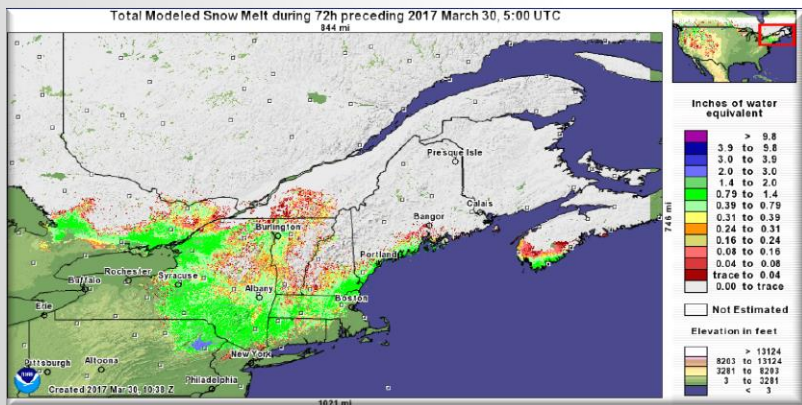 Total Modeled Snow Melt during 72h preceding 2017 March 30, 5:00 UTC
844 mi
Presque Isle
Calais
Bangor
Burlington
Portland
Rochester
Syracuse
Buffalo
Albany
Boston
Erie
New York
Pittsburgh
Altoona
Philadelphia
Created 2017 Mar 30, 10:38 Z
1021 mi
746 mi
Inches of water
equivalent
> 9.8
3.9 to 9.8
3.0 to 3.9
2.0 to 3.0
1.4 to 2.0
0.79 to 1.4
0.39 to 0.79
0.31 to 0.39
0.24 to 0.31
0.16 to 0.24
0.08 to 0.16
0.04 to 0.08
trace to 0.04
0.00 to trace
Not Estimated
Elevation in feet
> 13124
8203 to 13124
3281 to 8203
3 to 3281
< 3